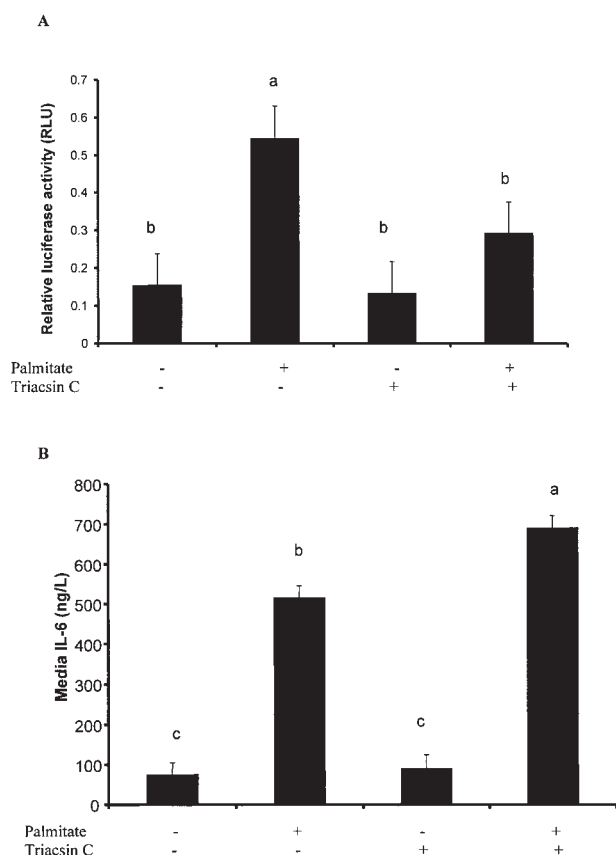 A
Relative luciferase activity (RLU)
0.7
0.6
0.5
0.4
0.3
0.2
0.1
0
b
a
b
b
Palmitate - + - +
Triacsin C - - + +
B
Media IL-6 (ng/L)
800
700
600
500
400
300
200
100
0
c
b
c
a
Palmitate - + - +
Triacsin C - - + +